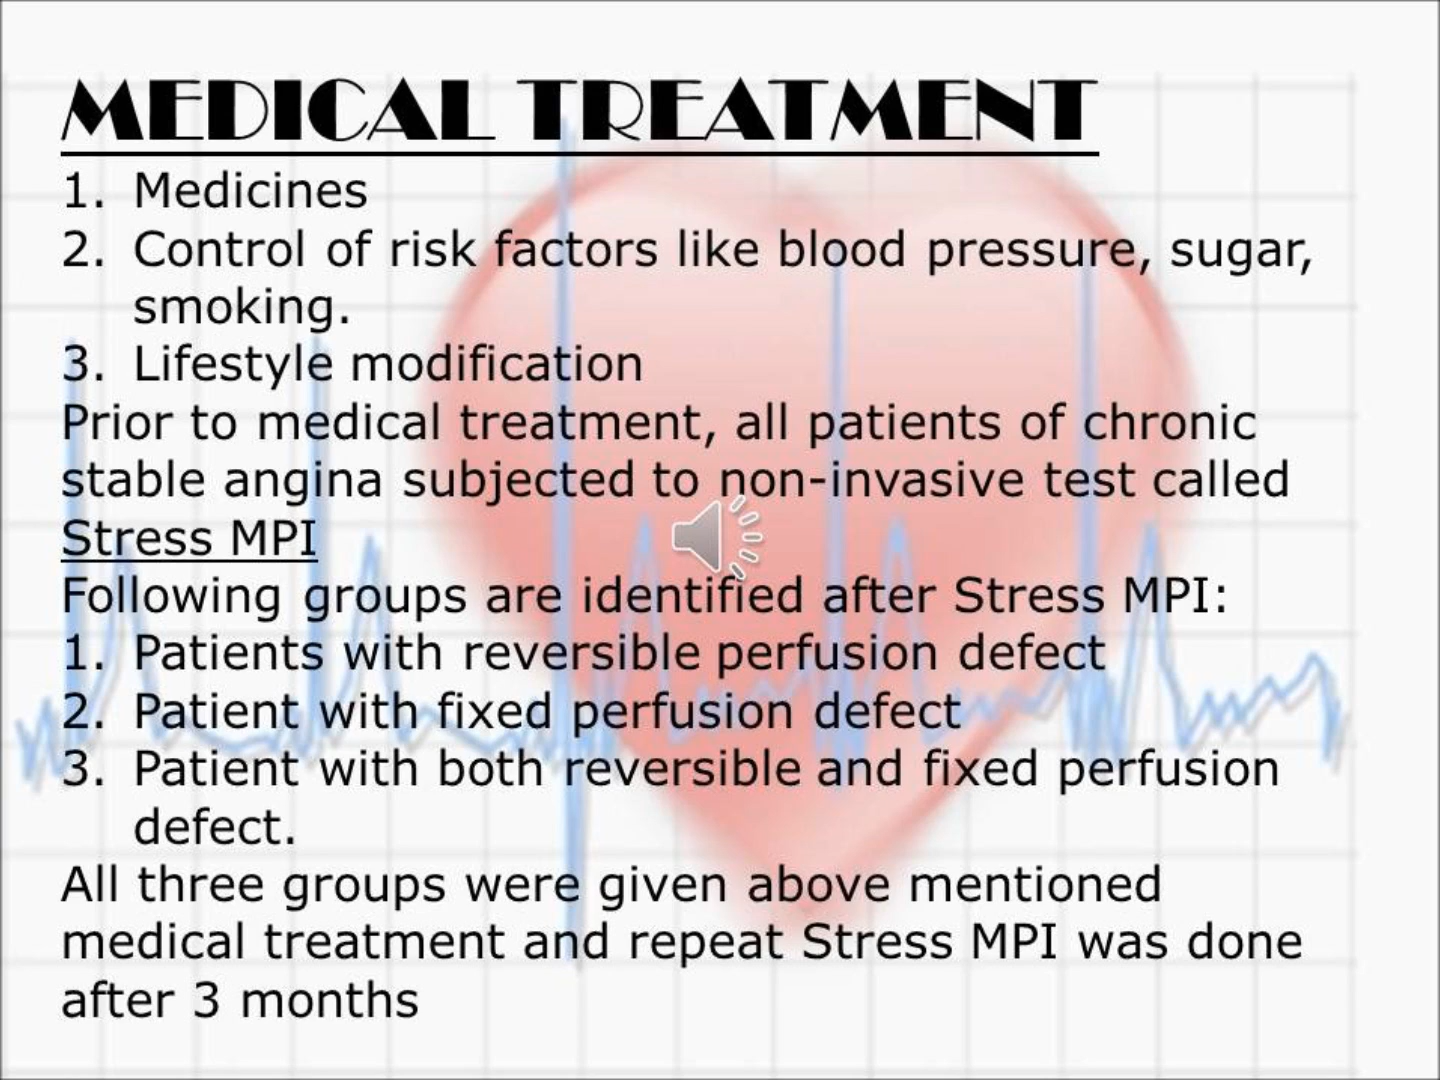 MEDICAL TREATMENT
1. Medicines
2. Control of risk factors like blood pressure, sugar,
smoking.
3. Lifestyle modification
Prior to medical treatment, all patients of chronic
stable angina subjected to non-invasive test called
Stress MPI
Following groups are identified after Stress MPI:
1. Patients with reversible perfusion defect
2. Patient with fixed perfusion defect
3. Patient with both reversible and fixed perfusion
defect.
All three groups were given above mentioned
medical treatment and repeat Stress MPI was done
after 3 months